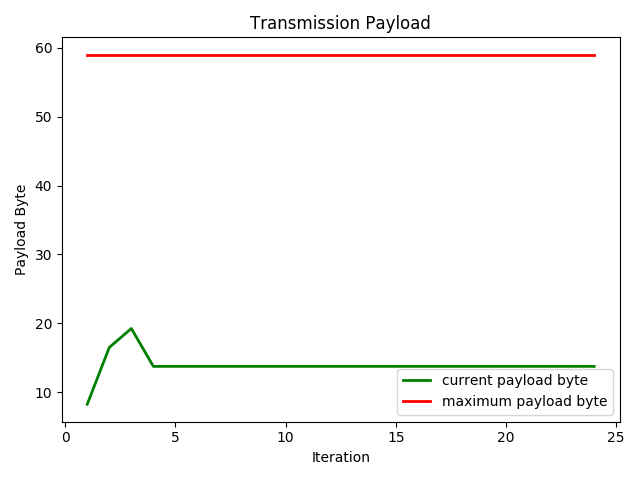 Transmission Payload
60
50
40
30
20
10
Payload Byte
current payload byte
maximum payload byte
0 5 10 15 20 25
Iteration